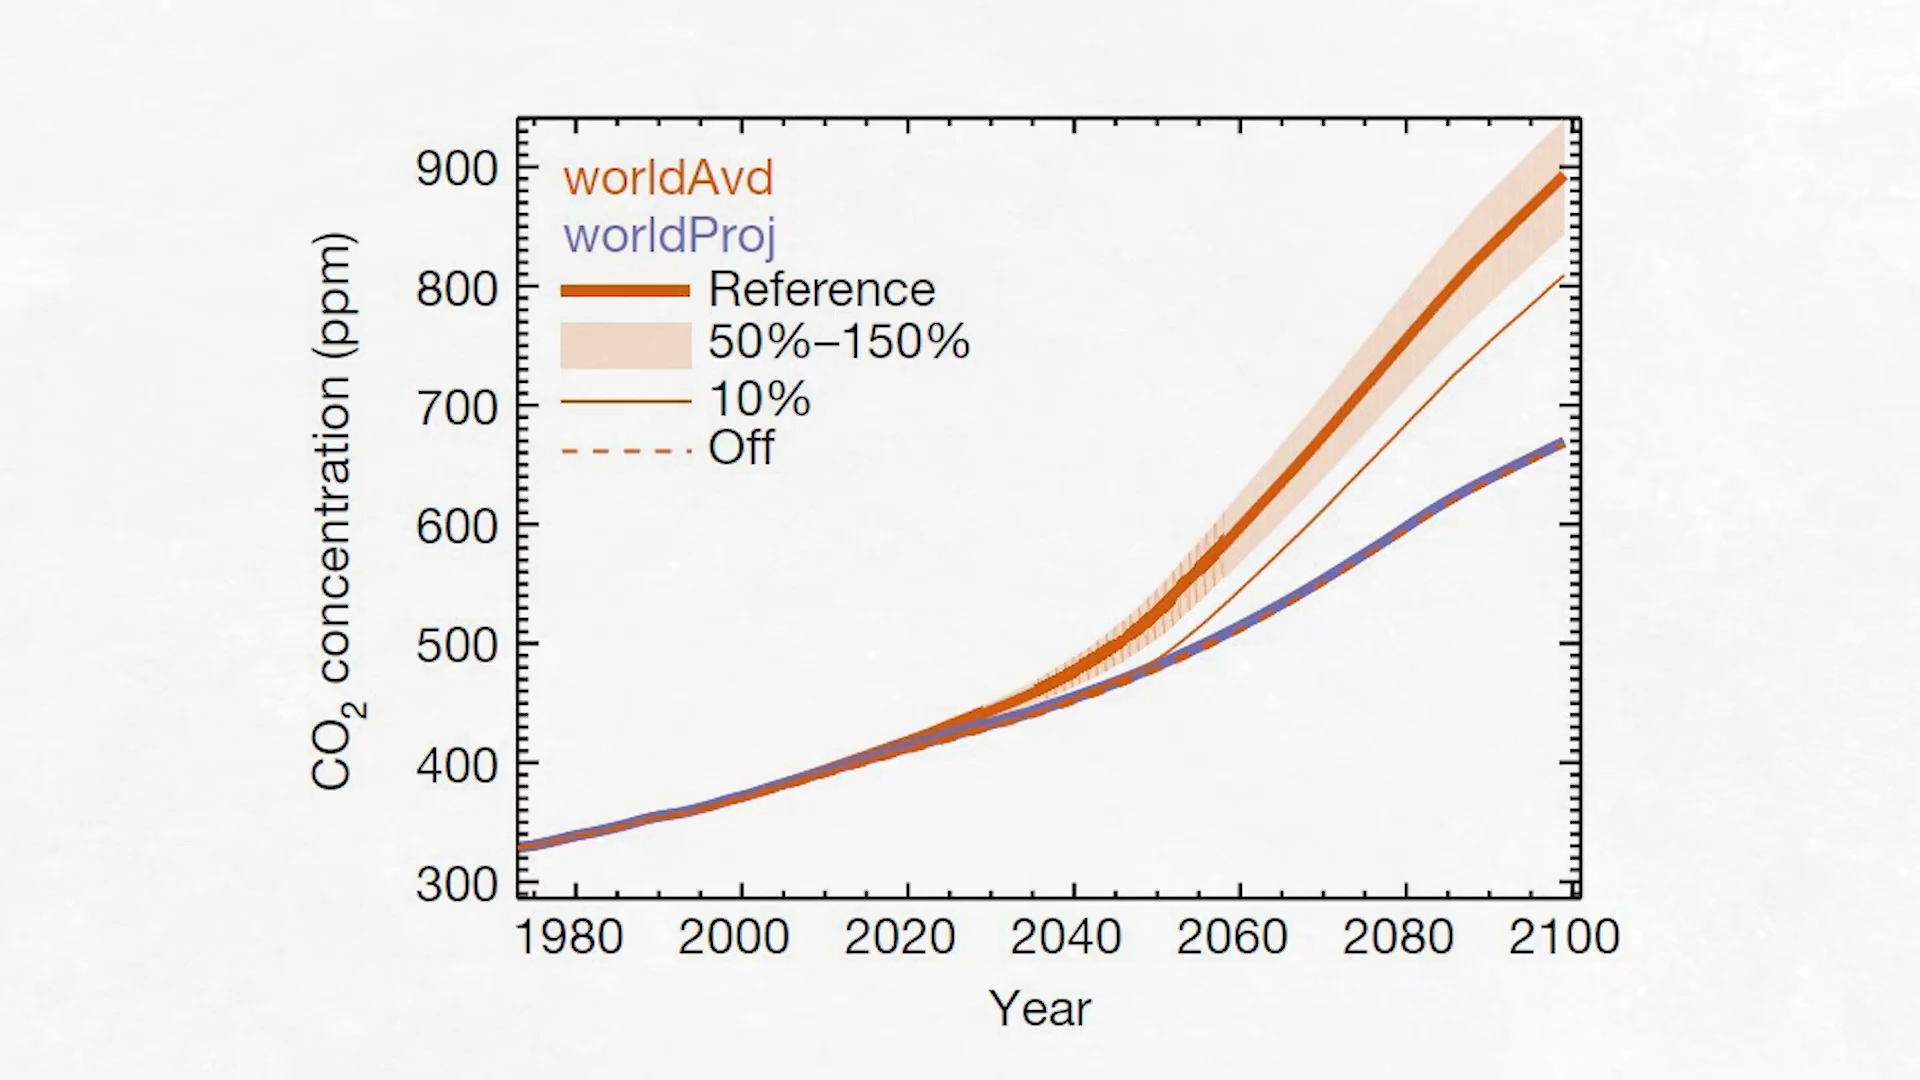 worldAvd
worldProj
Reference
50%–150%
10%
Off
900
800
700
600
500
400
300
CO2 concentration (ppm)
1980 2000 2020 2040 2060 2080 2100
Year